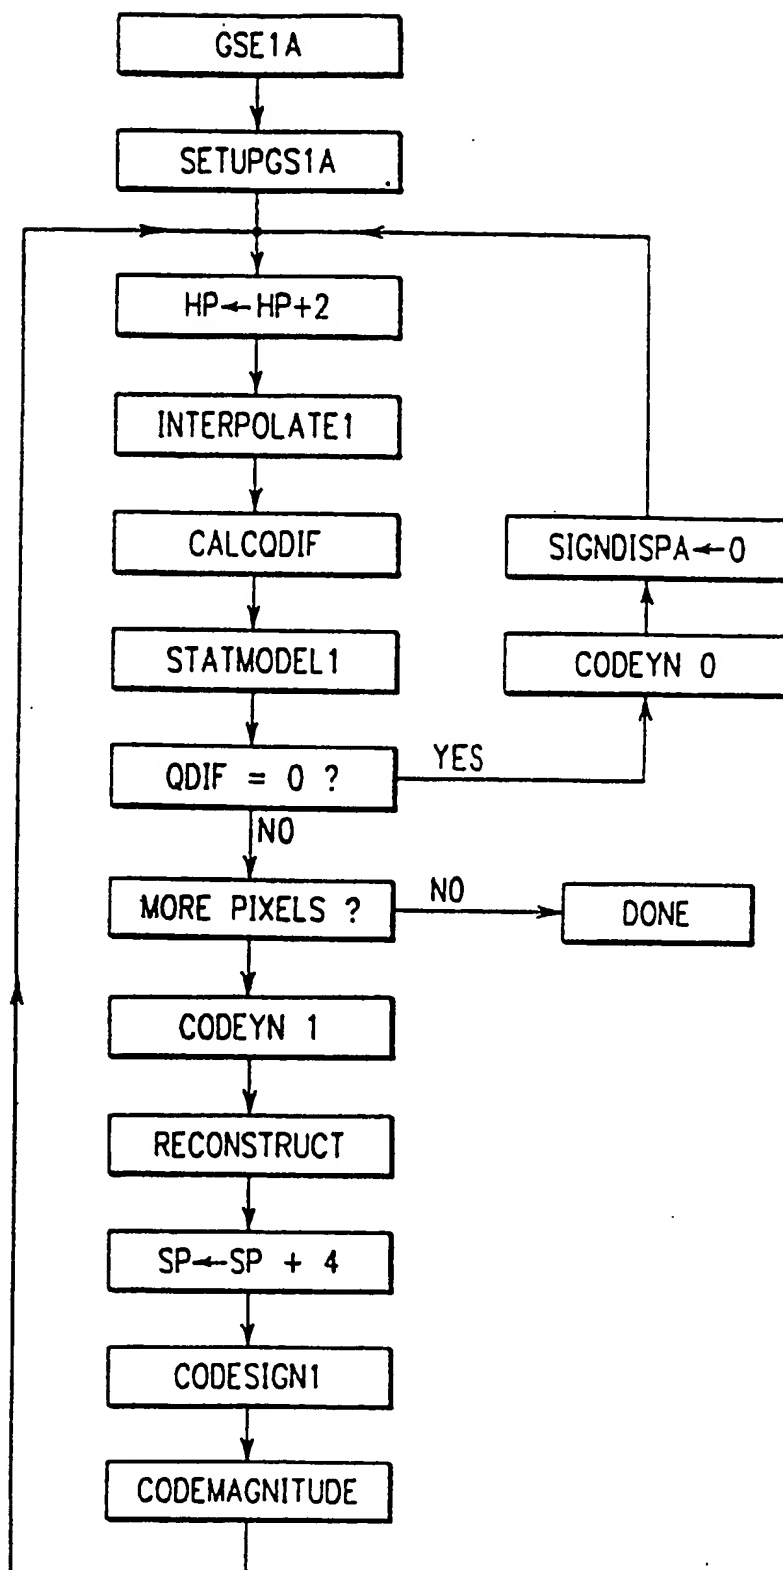 GSE1A
SETUPGS1A
HP←HP+2
INTERPOLATE1
CALCQDIF
SIGNDISPA←0
STATMODEL1
CODEYN 0
QDIF = 0 ?
YES
NO
MORE PIXELS ?
NO
DONE
CODEYN 1
RECONSTRUCT
SP←SP + 4
CODESIGN1
CODEMAGNITUDE